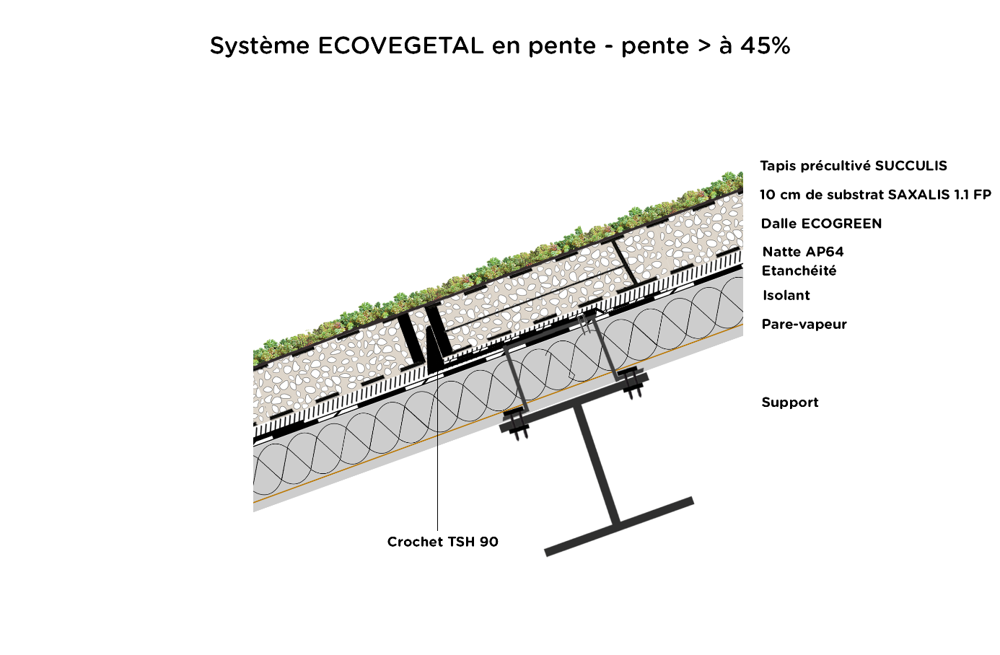 Système ECOVEGETAL en pente - pente > à 45%
Tapis précultivé SUCCULIS
10 cm de substrat SAXALIS 1.1 FP
Dalle ECOGREEN
Natte AP64
Etanchéité
Isolant
Pare-vapeur
Support
Crochet TSH 90